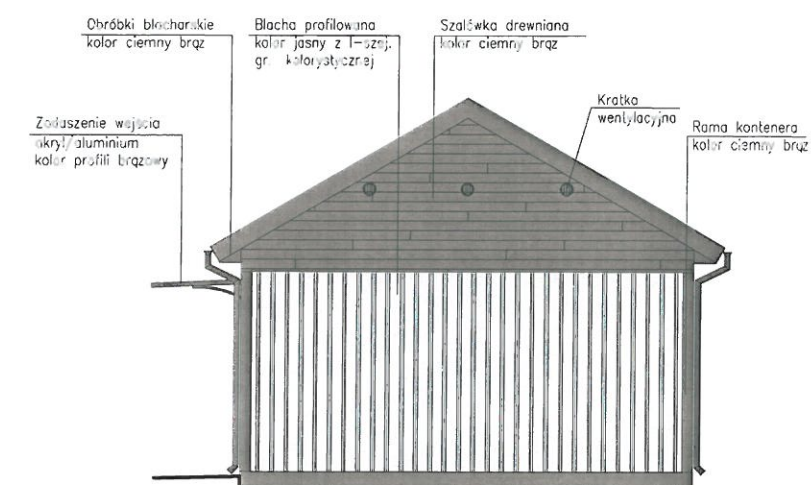 Obróbki blacharskie
kolor ciemny brąz
Blacha profilowana
kolor jasny z I-szej.
gr. kolorystycznej
Szalówka drewniana
kolor ciemny brąz
Kratka
wentylacyjna
Zadaszenie wejścia
akryl/aluminium
kolor profili brązowy
Rama kontenera
kolor ciemny brąz